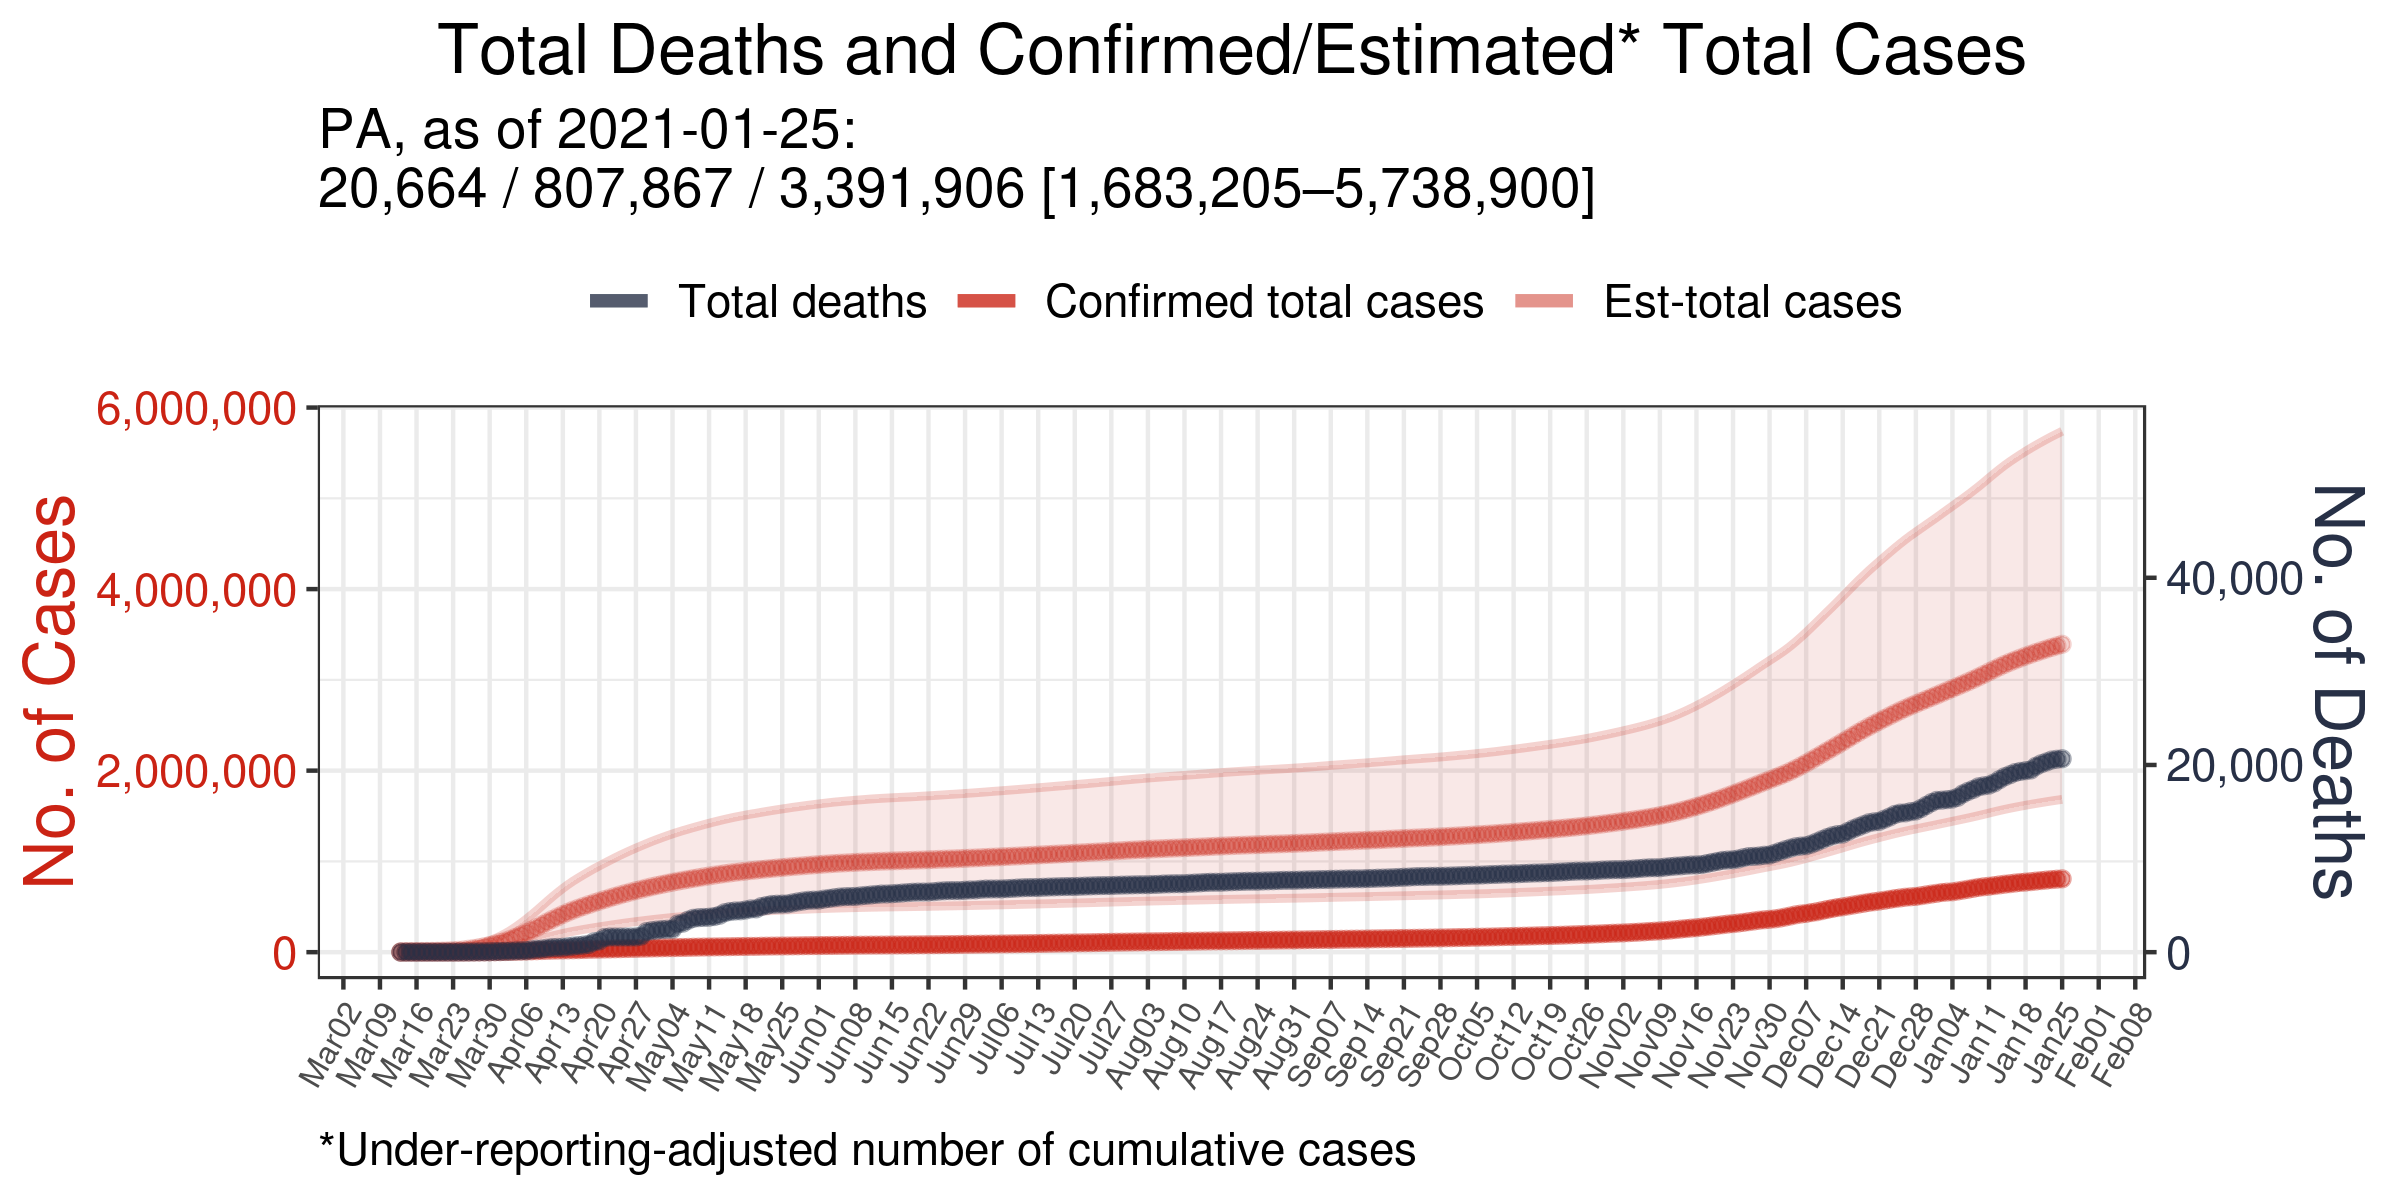 Total Deaths and Confirmed/Estimated* Total Cases
PA, as of 2021-01-25:
20,664 / 807,867 / 3,391,906 [1,683,205–5,738,900]
Total deaths
Confirmed total cases
Est-total cases
No. of Cases
6,000,000
4,000,000
2,000,000
0
40,000
20,000
0
No. of Deaths
Mar02
Mar09
Mar16
Mar23
Mar30
Apr06
Apr13
Apr20
Apr27
May04
May11
May18
May25
Jun01
Jun08
Jun15
Jun22
Jun29
Jul06
Jul13
Jul20
Jul27
Aug03
Aug10
Aug17
Aug24
Aug31
Sep07
Sep14
Sep21
Sep28
Oct05
Oct12
Oct19
Oct26
Nov02
Nov09
Nov16
Nov23
Nov30
Dec07
Dec14
Dec21
Dec28
Jan04
Jan11
Jan18
Jan25
Feb01
Feb08
*Under-reporting-adjusted number of cumulative cases